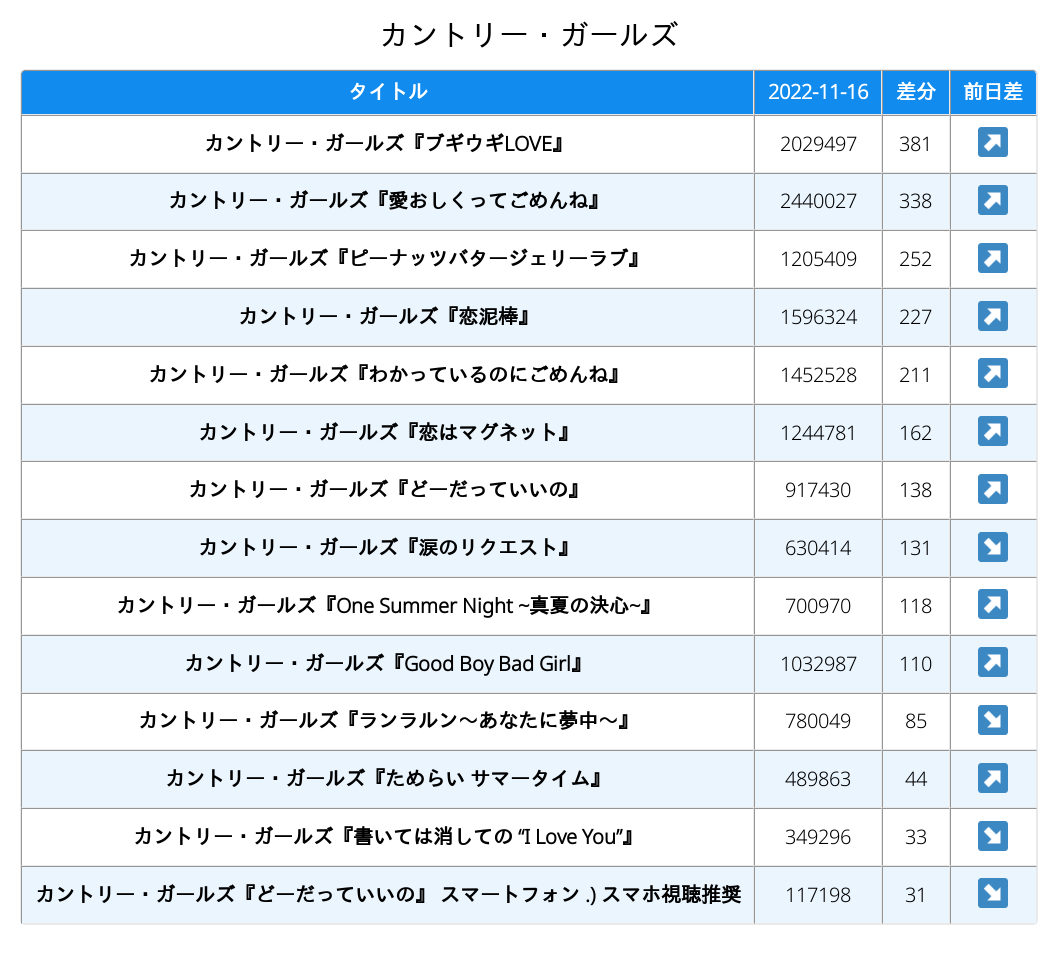 カントリー・ガールズ
タイトル 2022-11-16 差分 前日差
カントリー・ガールズ『ブギウギLOVE』 2029497 381
カントリー・ガールズ『愛おしくってごめんね』 2440027 338
カントリー・ガールズ『ピーナッツバタージェリーラブ』 1205409 252
カントリー・ガールズ『恋泥棒』 1596324 227
カントリー・ガールズ『わかっているのにごめんね』 1452528 211
カントリー・ガールズ『恋はマグネット』 1244781 162
カントリー・ガールズ『どーだっていいの』 917430 138
カントリー・ガールズ『涙のリクエスト』 630414 131
カントリー・ガールズ『One Summer Night ~真夏の決心~』 700970 118
カントリー・ガールズ『Good Boy Bad Girl』 1032987 110
カントリー・ガールズ『ランラルン～あなたに夢中～』 780049 85
カントリー・ガールズ『ためらい サマータイム』 489863 44
カントリー・ガールズ『書いては消しての “I Love You”』 349296 33
カントリー・ガールズ『どーだっていいの』 スマートフォン .) スマホ視聴推奨 117198 31